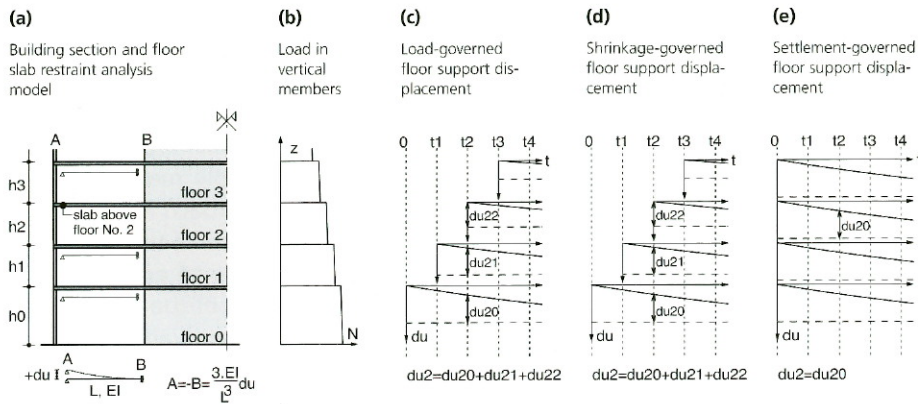 (a)
Building section and floor
slab restraint analysis
model
A
B
h3
h2
h1
h0
floor 3
slab above
floor No. 2
floor 2
floor 1
floor 0
+du
A
B
L, EI
A=-B= 3.EI/L3 du
(b)
Load in
vertical
members
z
N
(c)
Load-governed
floor support dis-
placement
0 t1 t2 t3 t4
t
du22
du21
du20
du
du2=du20+du21+du22
(d)
Shrinkage-governed
floor support displa-
cement
0 t1 t2 t3 t4
t
du22
du21
du20
du
du2=du20+du21+du22
(e)
Settlement-governed
floor support displa-
cement
0 t1 t2 t3 t4
du20
du
du2=du20